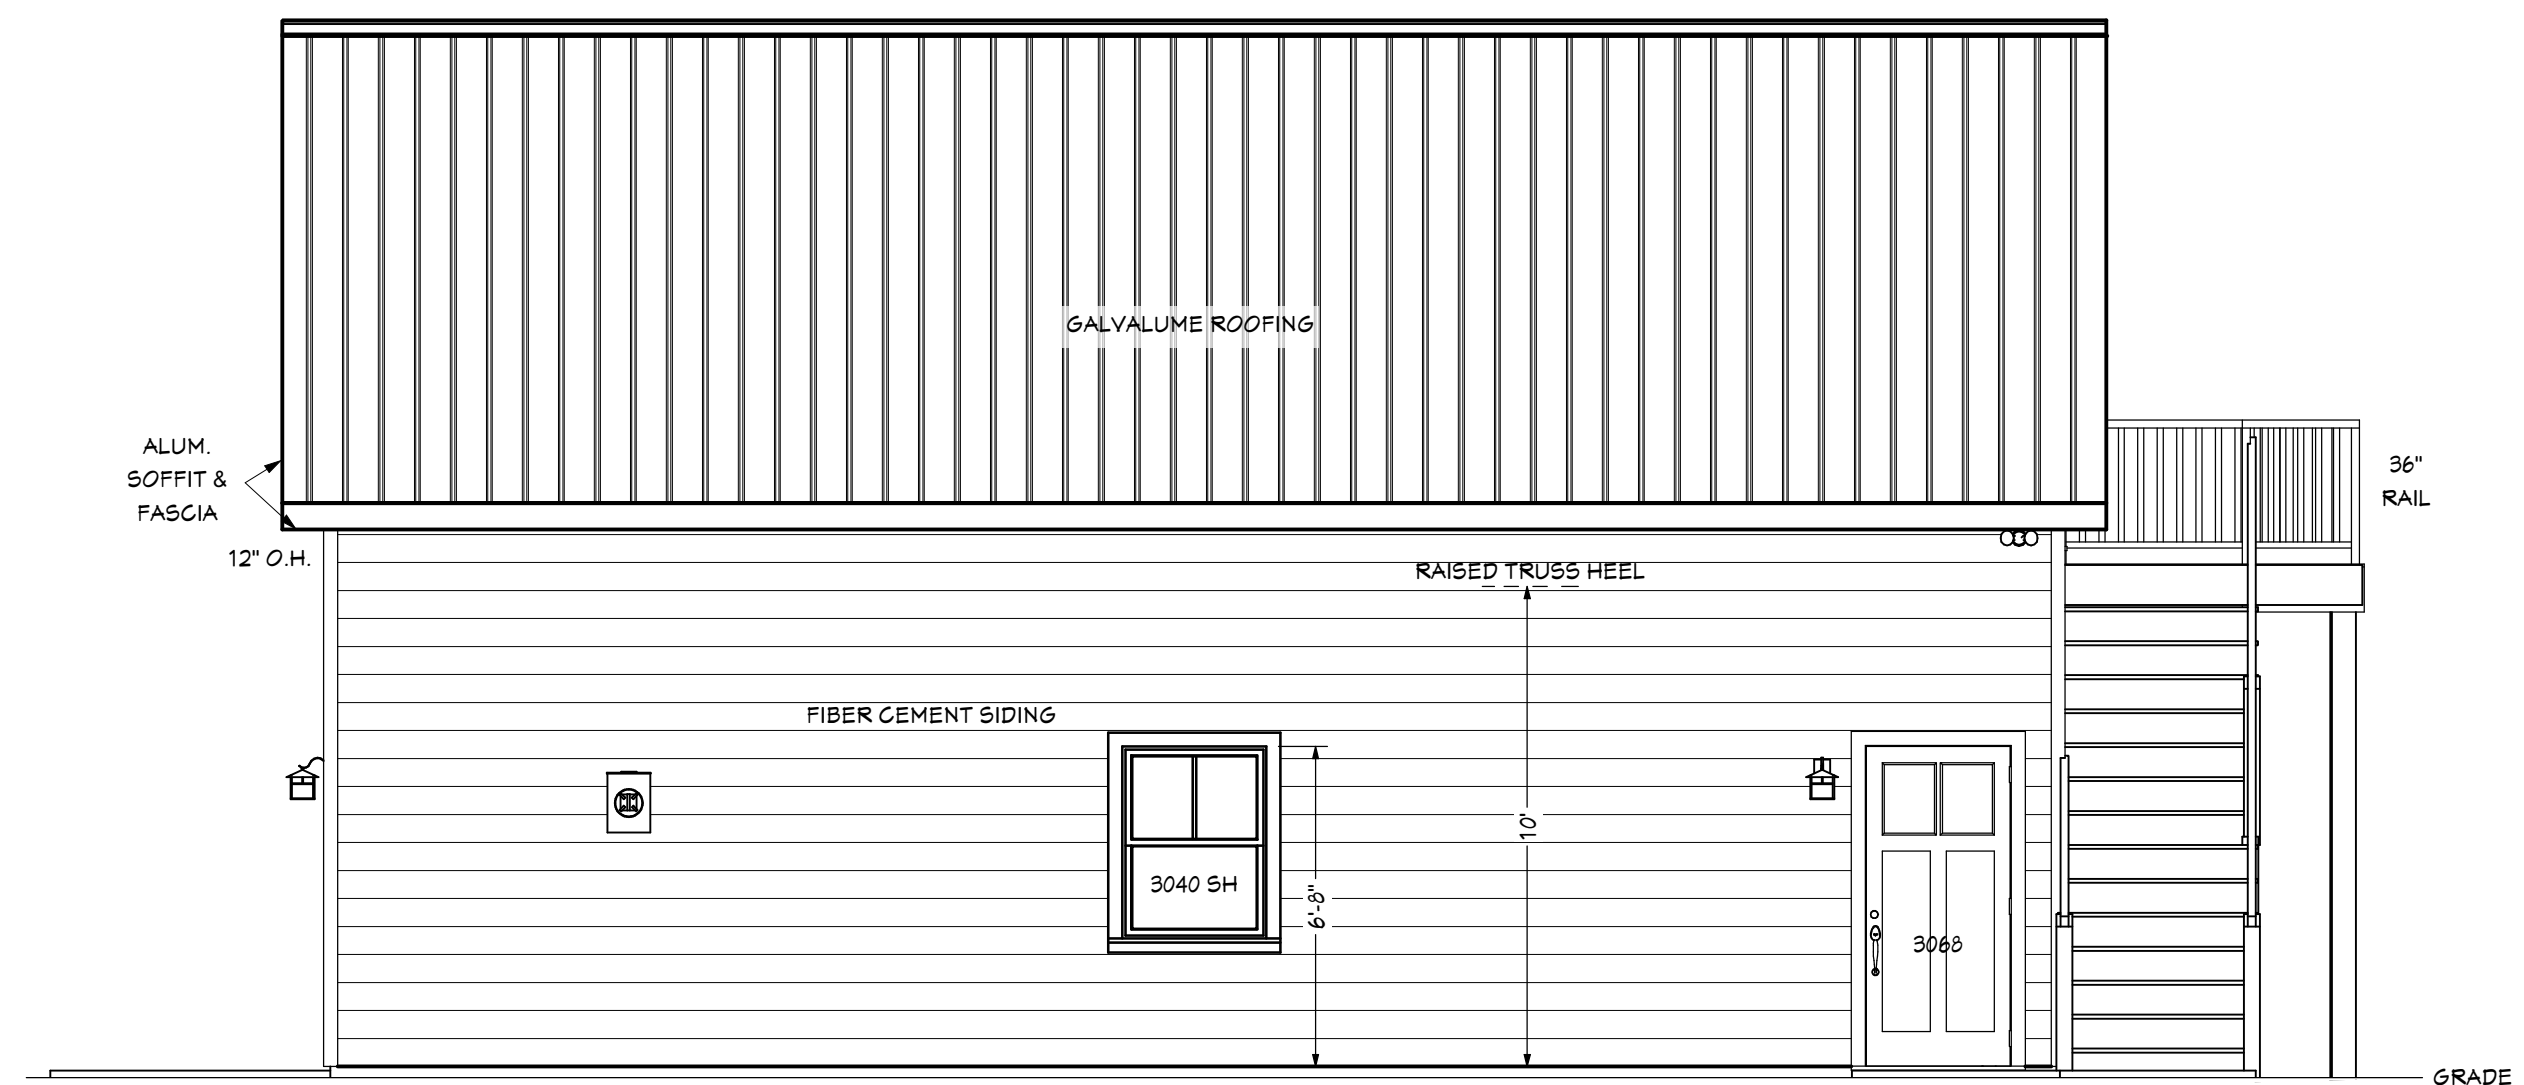 GALVALUME ROOFING
ALUM.
SOFFIT &
FASCIA
36"
RAIL
12" O.H.
RAISED TRUSS HEEL
FIBER CEMENT SIDING
10'
3040 SH
6'-8"
3068
GRADE